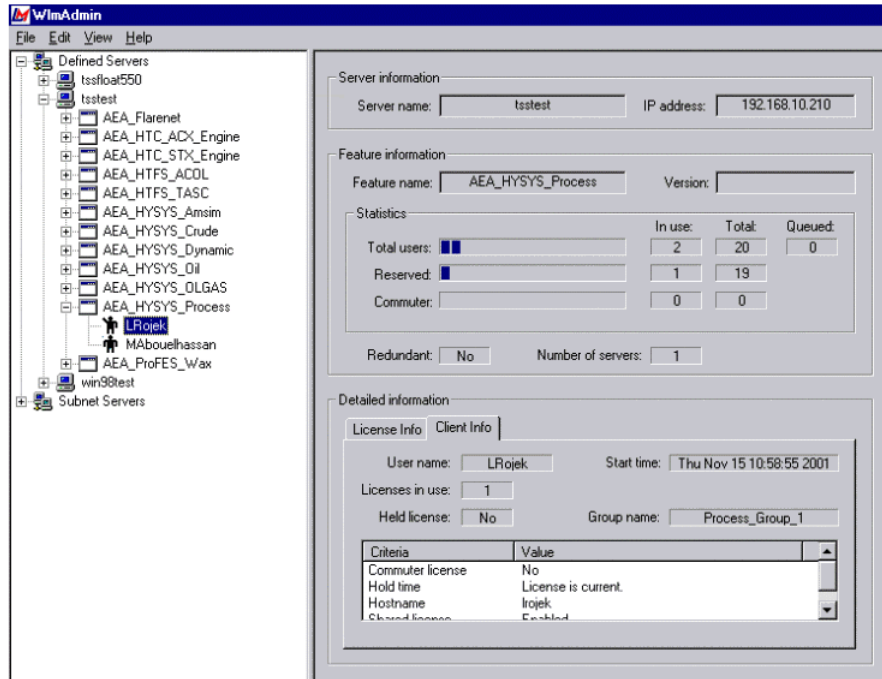 WlmAdmin
File Edit View Help
Defined Servers
tssfloat550
tsstest
AEA_Flarenet
AEA_HTC_ACX_Engine
AEA_HTC_STX_Engine
AEA_HTFS_ACOL
AEA_HTFS_TASC
AEA_HYSYS_Amsim
AEA_HYSYS_Crude
AEA_HYSYS_Dynamic
AEA_HYSYS_Oil
AEA_HYSYS_OLGAS
AEA_HYSYS_Process
LRojek
MAbouelhassan
AEA_ProFES_Wax
win98test
Subnet Servers
Server information
Server name: tsstest IP address: 192.168.10.210
Feature information
Feature name: AEA_HYSYS_Process Version:
Statistics
In use: Total: Queued:
Total users: 2 20 0
Reserved: 1 19
Commuter: 0 0
Redundant: No Number of servers: 1
Detailed information
License Info Client Info
User name: LRojek Start time: Thu Nov 15 10:58:55 2001
Licenses in use: 1
Held license: No Group name: Process_Group_1
Criteria Value
Commuter license No
Hold time License is current.
Hostname lrojek
Shared license Enabled